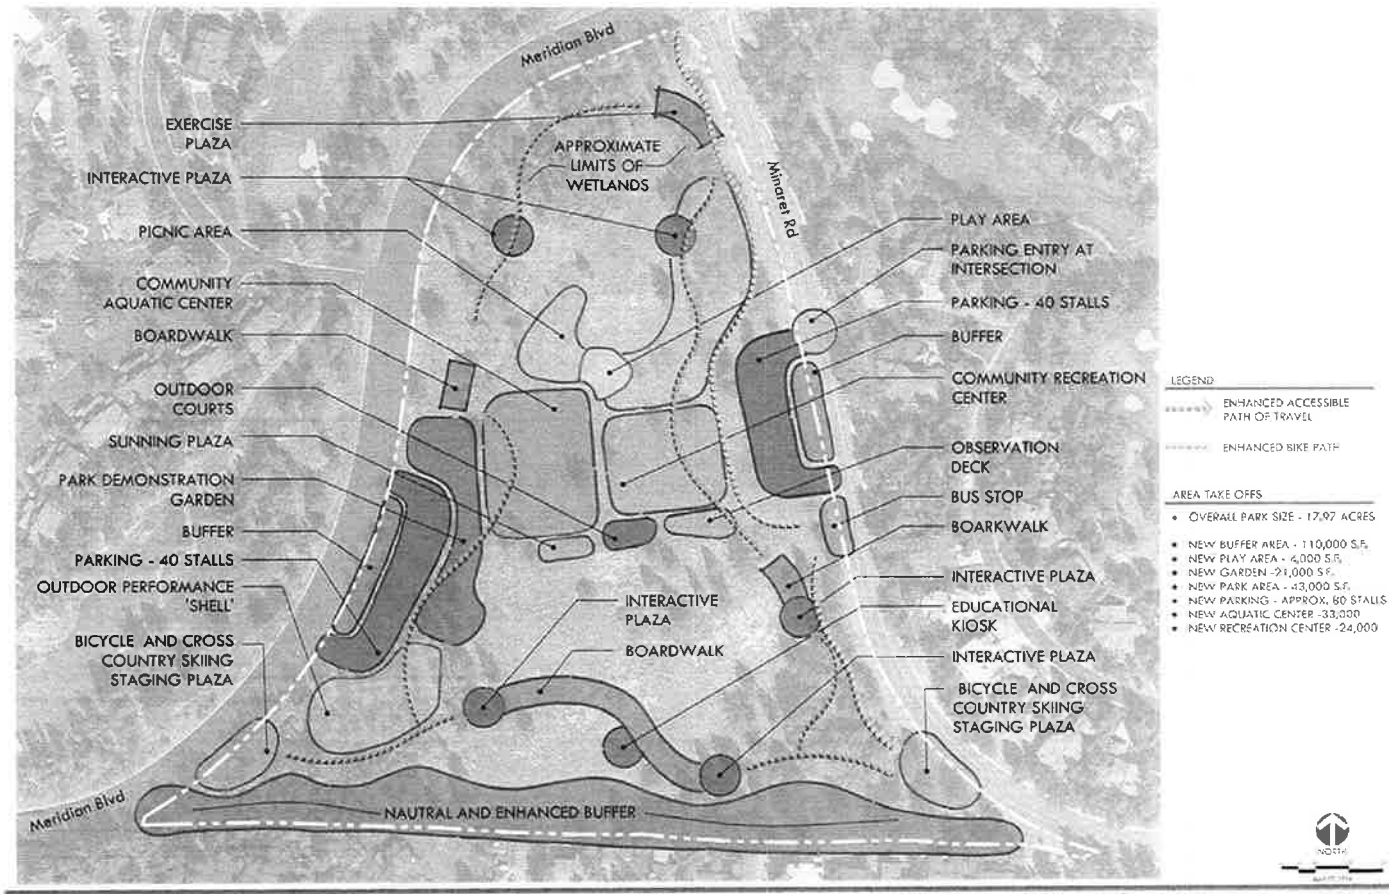 Meridian Blvd
EXERCISE
PLAZA
APPROXIMATE
LIMITS OF
WETLANDS
INTERACTIVE PLAZA
Minaret Rd
PICNIC AREA
PLAY AREA
PARKING ENTRY AT
INTERSECTION
COMMUNITY
AQUATIC CENTER
PARKING - 40 STALLS
BOARDWALK
BUFFER
OUTDOOR
COURTS
COMMUNITY RECREATION
CENTER
SUNNING PLAZA
OBSERVATION
DECK
PARK DEMONSTRATION
GARDEN
BUS STOP
BUFFER
BOARKWALK
PARKING - 40 STALLS
INTERACTIVE PLAZA
OUTDOOR PERFORMANCE
'SHELL'
INTERACTIVE
PLAZA
EDUCATIONAL
KIOSK
BICYCLE AND CROSS
COUNTRY SKIING
STAGING PLAZA
BOARDWALK
INTERACTIVE PLAZA
BICYCLE AND CROSS
COUNTRY SKIING
STAGING PLAZA
Meridian Blvd
NAUTRAL AND ENHANCED BUFFER
LEGEND
ENHANCED ACCESSIBLE
PATH OF TRAVEL
ENHANCED BIKE PATH
AREA TAKE OFFS
• OVERALL PARK SIZE - 17.97 ACRES
• NEW BUFFER AREA - 110,000 S.F.
• NEW PLAY AREA - 4,000 S.F.
• NEW GARDEN -21,000 S.F.
• NEW PARK AREA - 43,000 S.F.
• NEW PARKING - APPROX. 80 STALLS
• NEW AQUATIC CENTER -33,000
• NEW RECREATION CENTER -24,000
NORTH